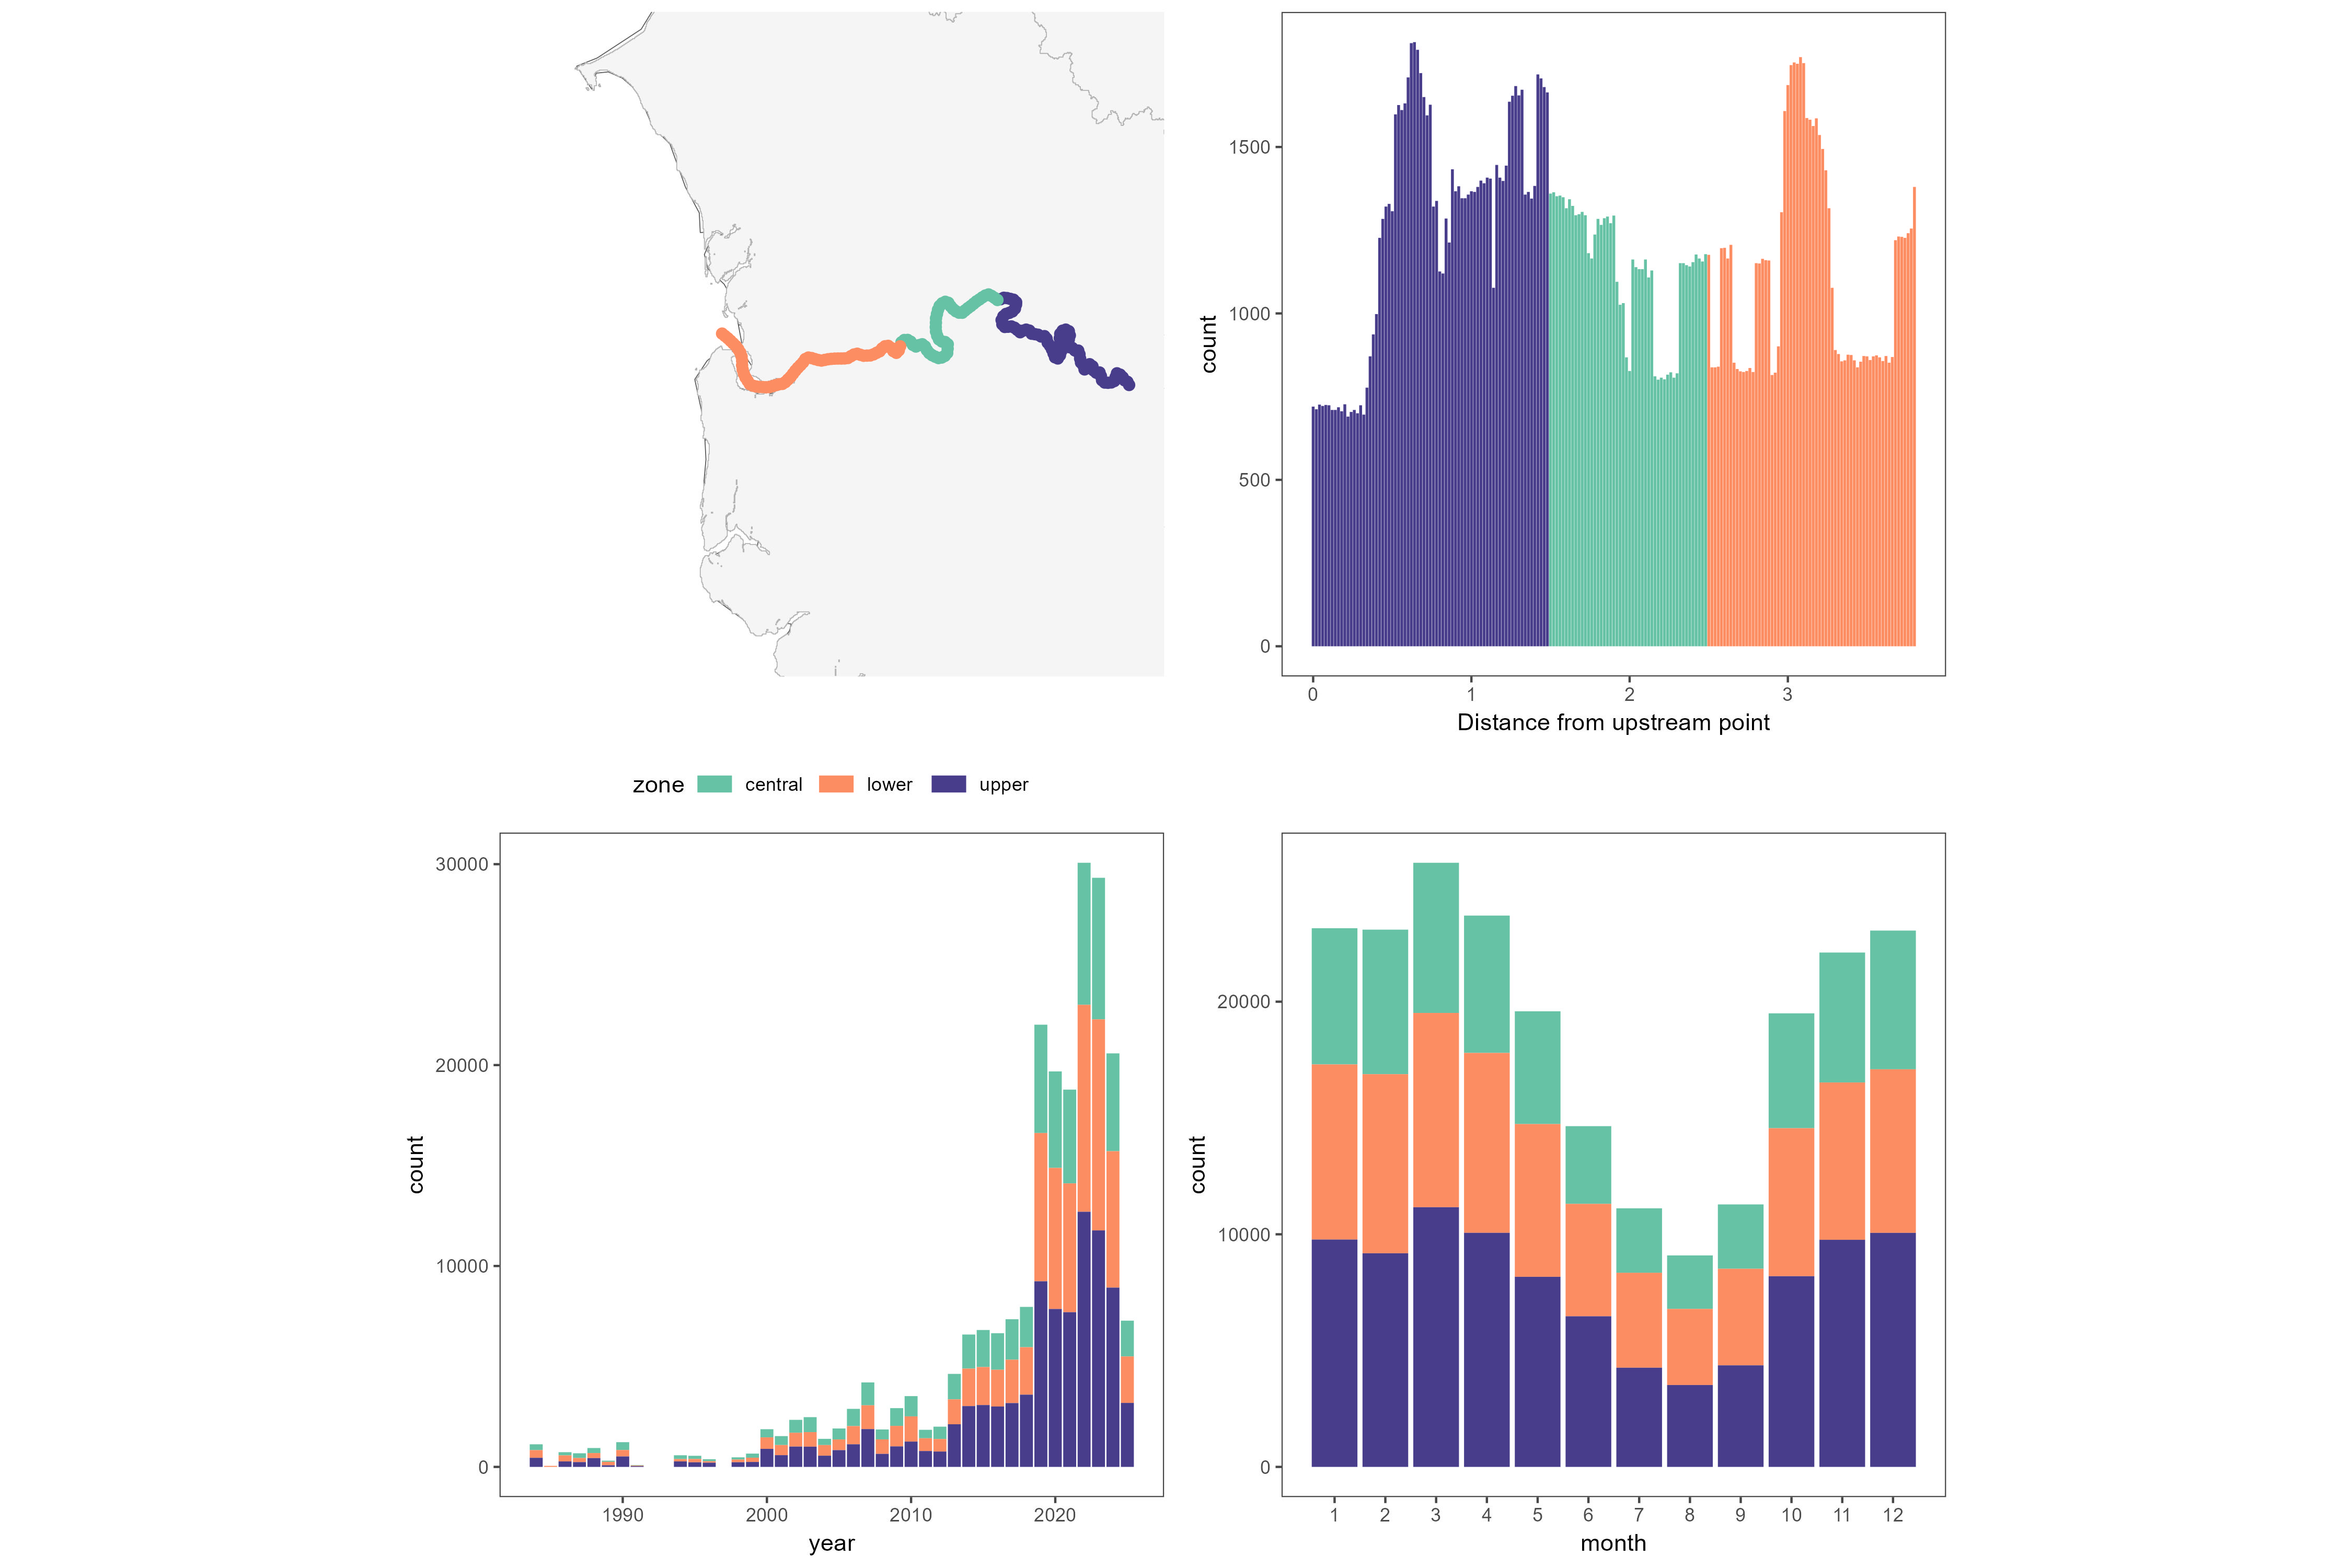 1500
1000
500
0
count
0 1 2 3
Distance from upstream point
zone central lower upper
30000
20000
10000
0
count
1990 2000 2010 2020
year
20000
10000
0
count
1 2 3 4 5 6 7 8 9 10 11 12
month